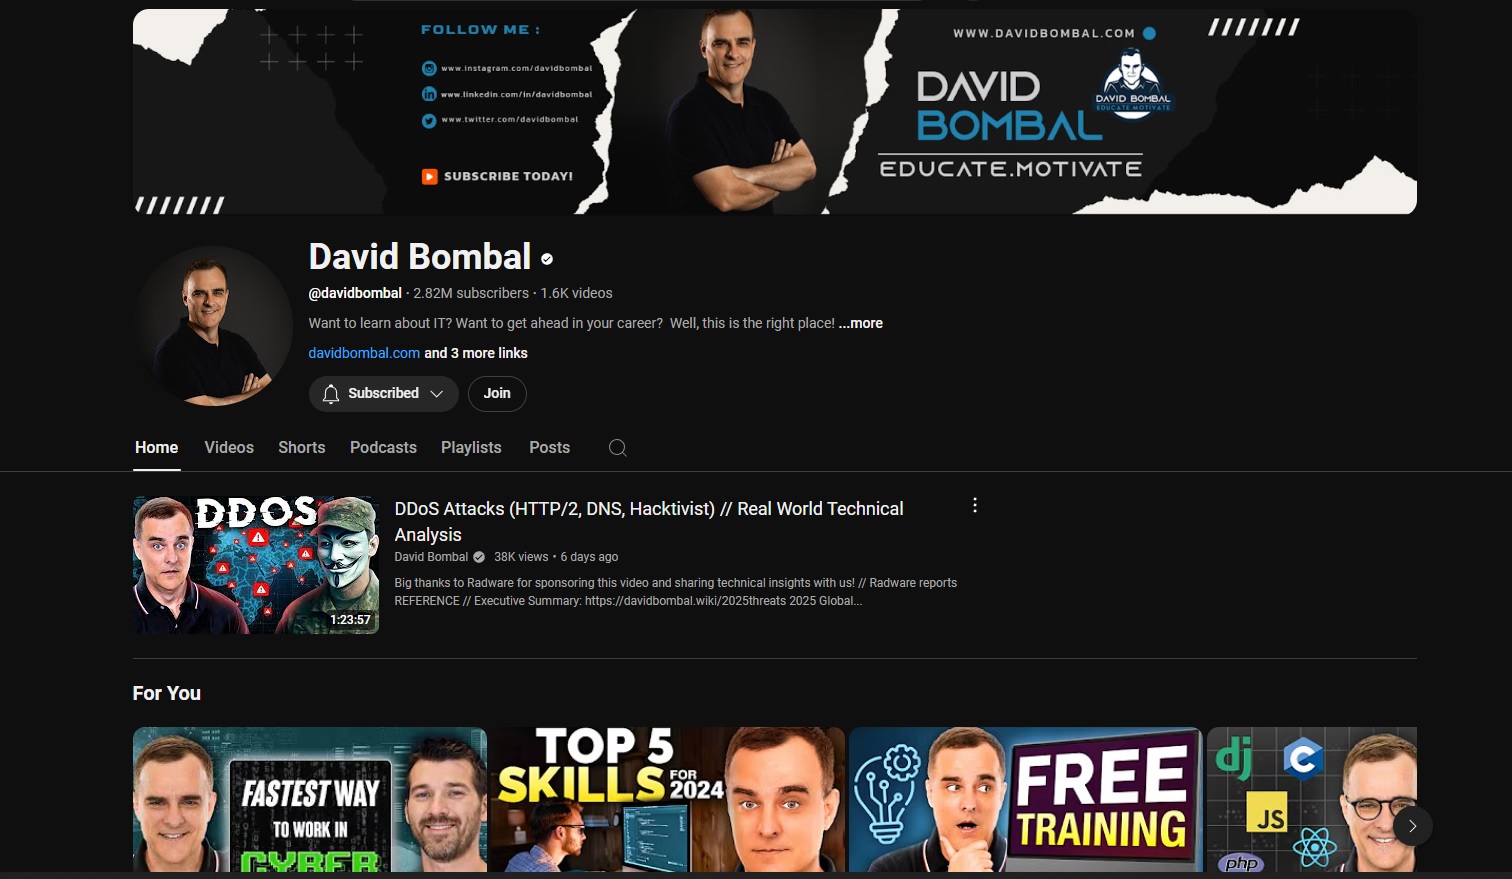 FOLLOW ME :
www.instagram.com/davidbombal
www.linkedin.com/in/davidbombal
www.twitter.com/davidbombal
SUBSCRIBE TODAY!
WWW.DAVIDBOMBAL.COM
DAVID
BOMBAL
EDUCATE.MOTIVATE
DAVID BOMBAL
EDUCATE MOTIVATE
David Bombal
@davidbombal · 2.82M subscribers · 1.6K videos
Want to learn about IT? Want to get ahead in your career?  Well, this is the right place! ...more
davidbombal.com and 3 more links
Subscribed
Join
Home
Videos
Shorts
Podcasts
Playlists
Posts
DDOS
1:23:57
DDoS Attacks (HTTP/2, DNS, Hacktivist) // Real World Technical
Analysis
David Bombal 38K views • 6 days ago
Big thanks to Radware for sponsoring this video and sharing technical insights with us! // Radware reports
REFERENCE // Executive Summary: https://davidbombal.wiki/2025threats 2025 Global...
For You
FASTEST WAY
TO WORK IN
CYBER
TOP 5
SKILLS FOR
2024
FREE
TRAINING
dj
C
JS
php